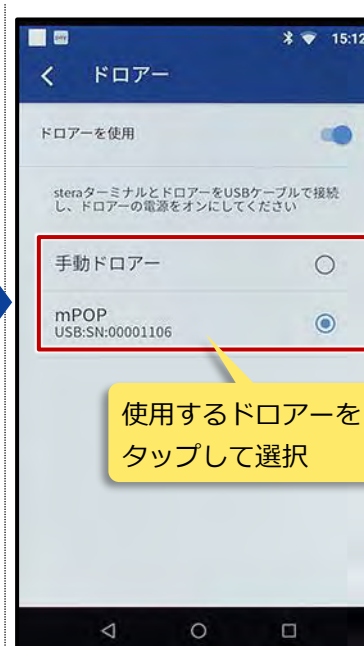 15:12
ドロアー
ドロアーを使用
steraターミナルとドロアーをUSBケーブルで接続
し、ドロアーの電源をオンにしてください
手動ドロアー
mPOP
USB:SN:00001106
使用するドロアーを
タップして選択